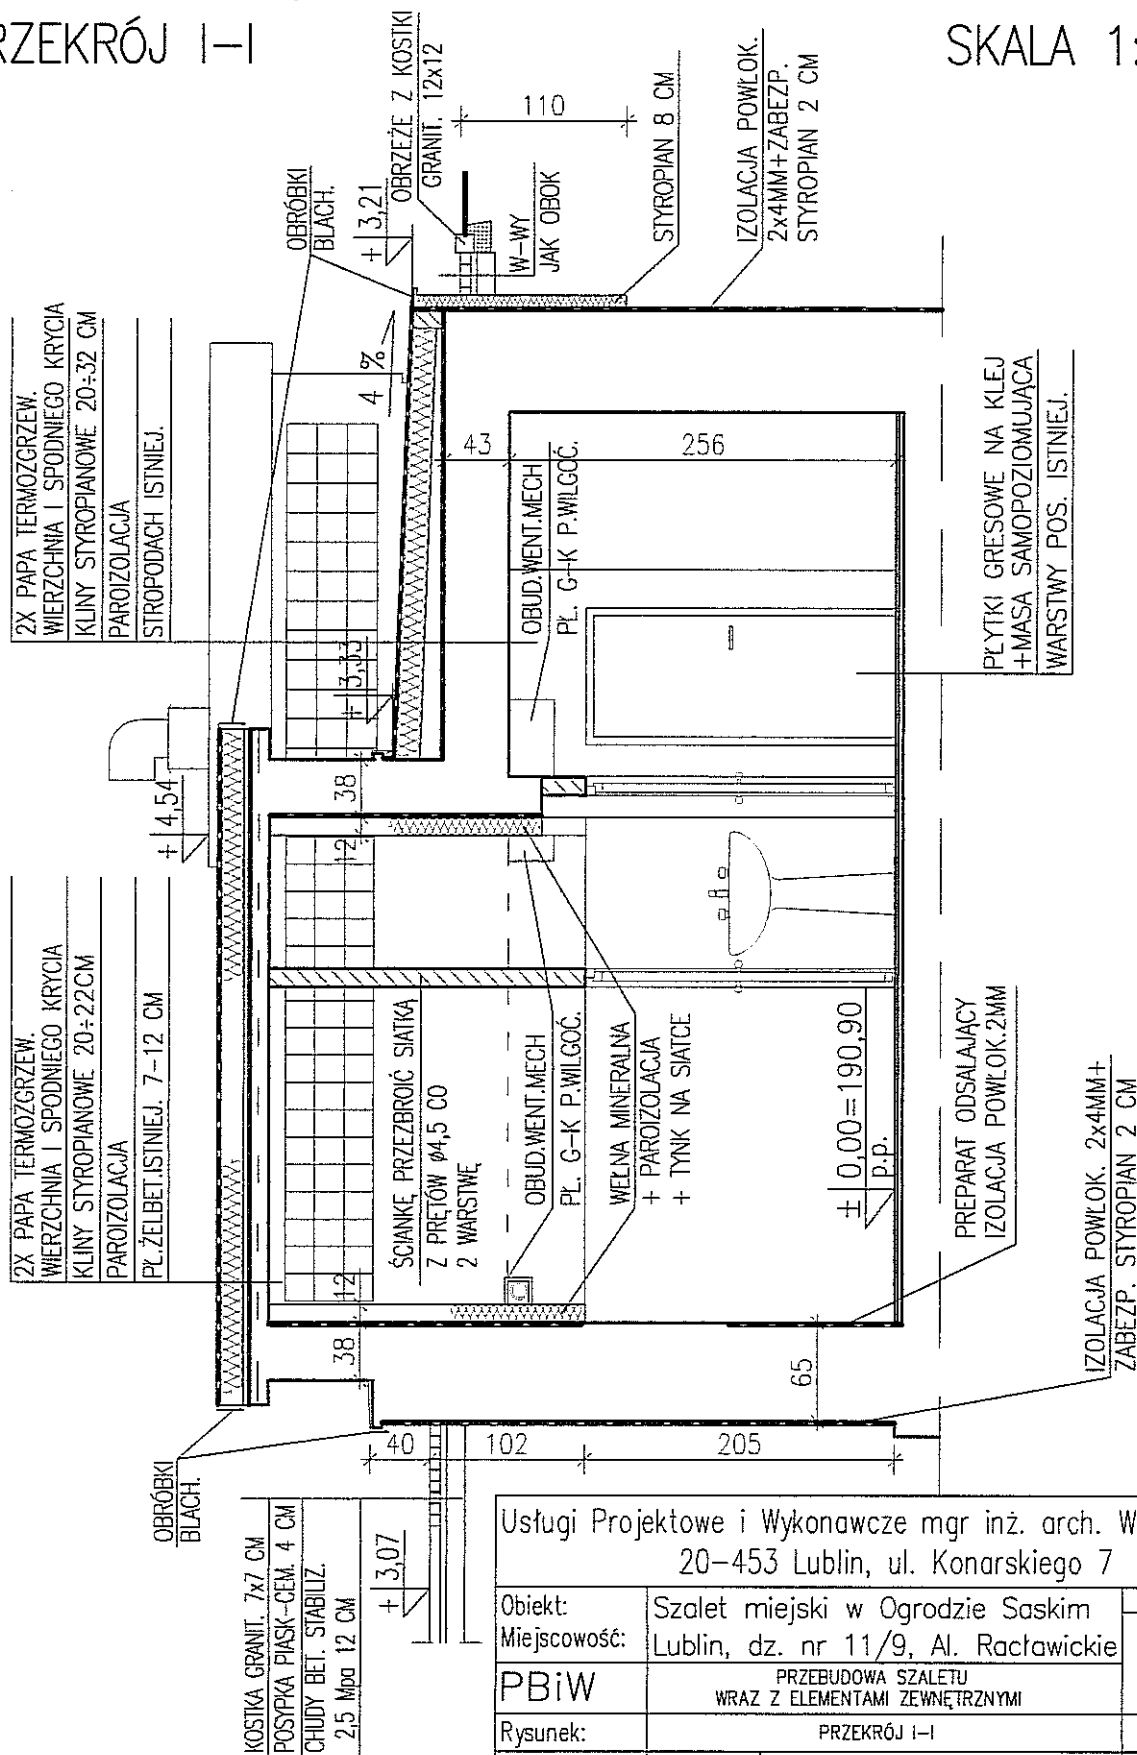 RZEKRÓJ I-I
SKALA 1:
OBRZEŻE Z KOSTKI
GRANIT. 12x12
110
STYROPIAN 8 CM
IZOLACJA POWŁOK.
2x4MM+ZABEZP.
STYROPIAN 2 CM
OBRÓBKI
BLACH.
+ 3,21
W-WY
JAK OBOK
2X PAPA TERMOZGRZEW.
WIERZCHNIA I SPODNIEGO KRYCIA
KLINY STYROPIANOWE 20÷32 CM
PAROIZOLACJA
STROPODACH ISTNIEJ.
4 %
43
256
OBUD.WENT.MECH
PŁ. G-K P.WILGOĆ.
PŁYTKI GRESOWE NA KLEJ
+MASA SAMOPOZIOMUJĄCA
WARSTWY POS. ISTNIEJ.
+ 3,33
+ 4,54
38
12
2X PAPA TERMOZGRZEW.
WIERZCHNIA I SPODNIEGO KRYCIA
KLINY STYROPIANOWE 20÷22CM
PAROIZOLACJA
PŁ.ŻELBET.ISTNIEJ. 7-12 CM
ŚCIANKĘ PRZEZBROIĆ SIATKĄ
Z PRĘTÓW ø4,5 CO
2 WARSTWĘ
OBUD.WENT.MECH
PŁ. G-K P.WILGOĆ.
WEŁNA MINERALNA
+ PAROIZOLACJA
+ TYNK NA SIATCE
± 0,00=190,90
p.p.
PREPARAT ODSALAJĄCY
IZOLACJA POWŁOK.2MM
IZOLACJA POWŁOK. 2x4MM+
ZABEZP. STYROPIAN 2 CM
12
38
65
40
102
205
OBRÓBKI
BLACH.
KOSTKA GRANIT. 7x7 CM
POSYPKA PIASK-CEM. 4 CM
CHUDY BET. STABILIZ.
2,5 Mpa 12 CM
+ 3,07
Usługi Projektowe i Wykonawcze mgr inż. arch. W
20-453 Lublin, ul. Konarskiego 7
Obiekt: Szalet miejski w Ogrodzie Saskim
Miejscowość: Lublin, dz. nr 11/9, Al. Racławickie
PBiW PRZEBUDOWA SZALETU
WRAZ Z ELEMENTAMI ZEWNĘTRZNYMI
Rysunek: PRZEKRÓJ I-I